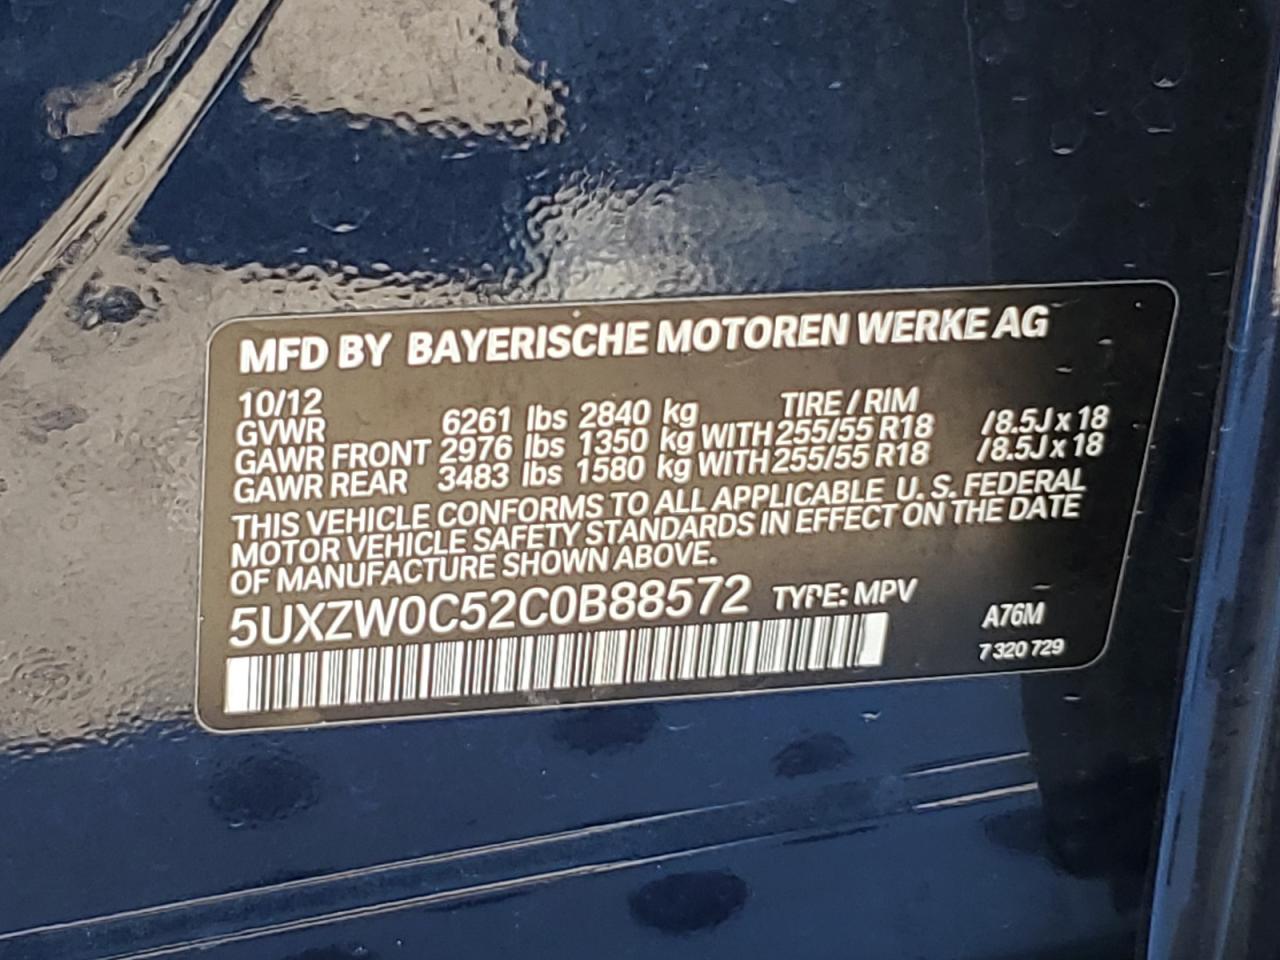 MFD BY BAYERISCHE MOTOREN WERKE AG
10/12 TIRE / RIM
GVWR 6261 lbs 2840 kg
GAWR FRONT 2976 lbs 1350 kg WITH 255/55 R18 /8.5J x 18
GAWR REAR 3483 lbs 1580 kg WITH 255/55 R18 /8.5J x 18
THIS VEHICLE CONFORMS TO ALL APPLICABLE U. S. FEDERAL
MOTOR VEHICLE SAFETY STANDARDS IN EFFECT ON THE DATE
OF MANUFACTURE SHOWN ABOVE.
5UXZW0C52C0B88572 TYPE: MPV
A76M
7 320 729